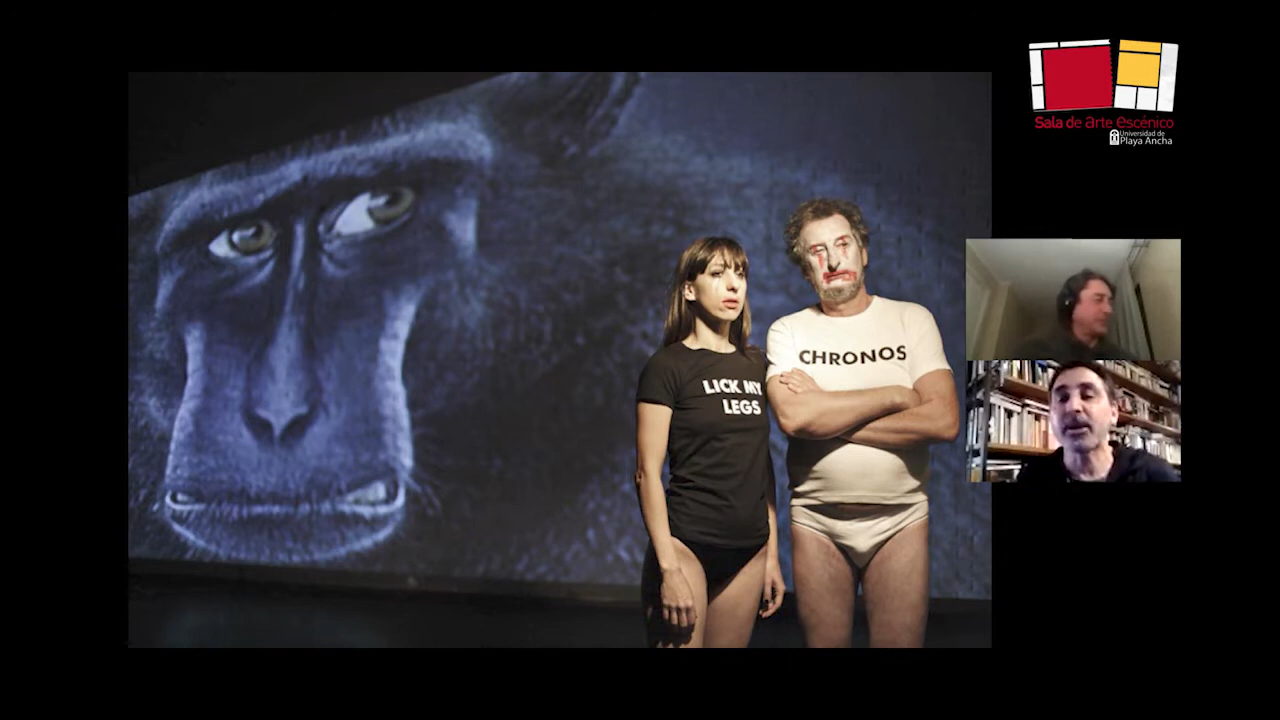 Sala de arte escénico
Universidad de
Playa Ancha
CHRONOS
LICK MY
LEGS